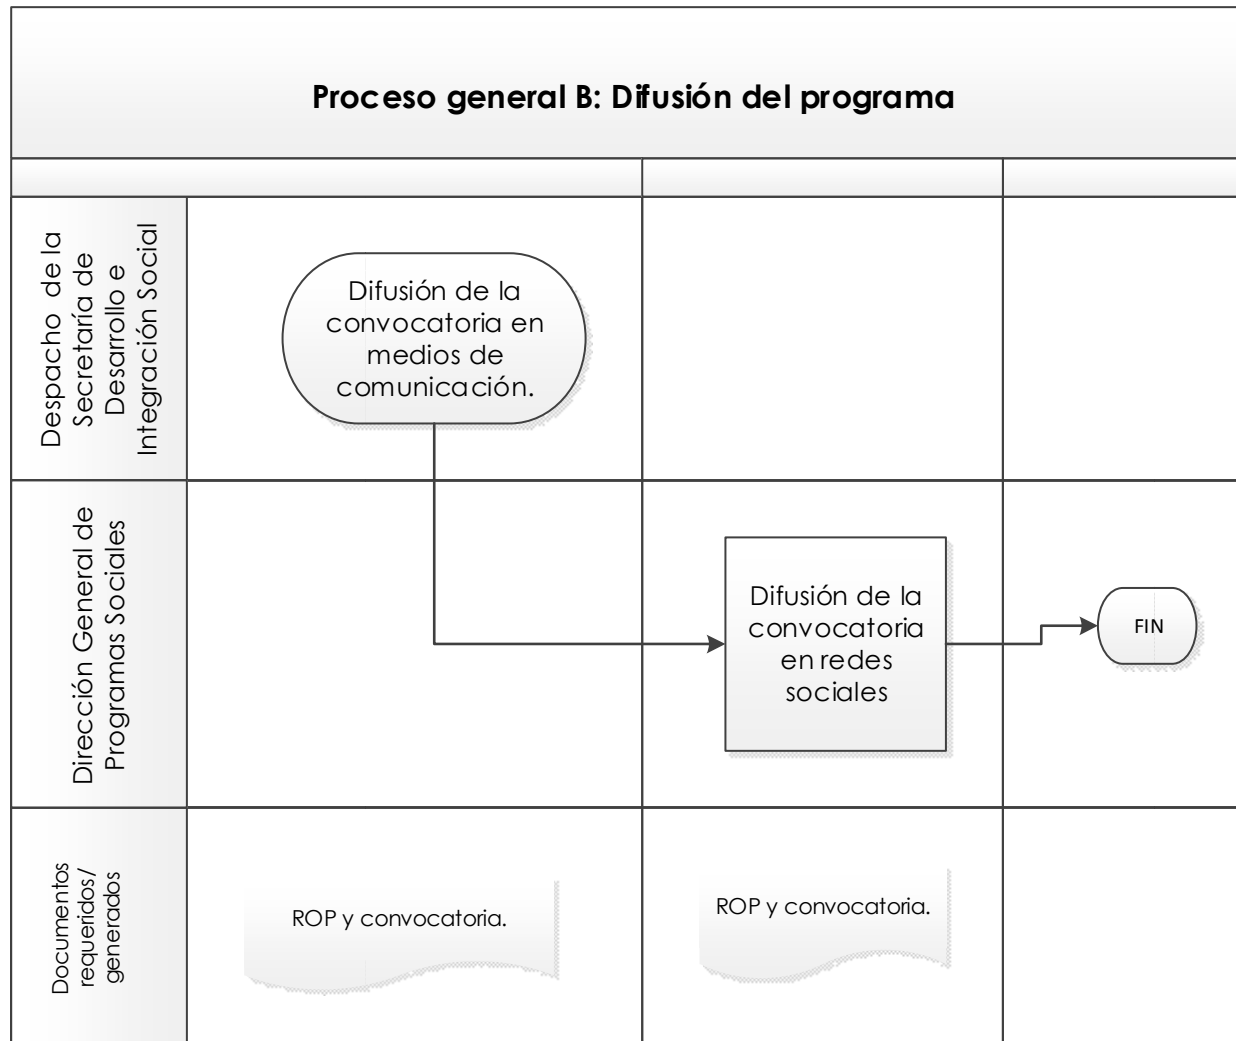 Proceso general B: Difusión del programa
Despacho de la
Secretaría de
Desarrollo e
Integración Social
Difusión de la
convocatoria en
medios de
comunicación.
Dirección General de
Programas Sociales
Difusión de la
convocatoria
en redes
sociales
FIN
Documentos
requeridos/
generados
ROP y convocatoria.
ROP y convocatoria.